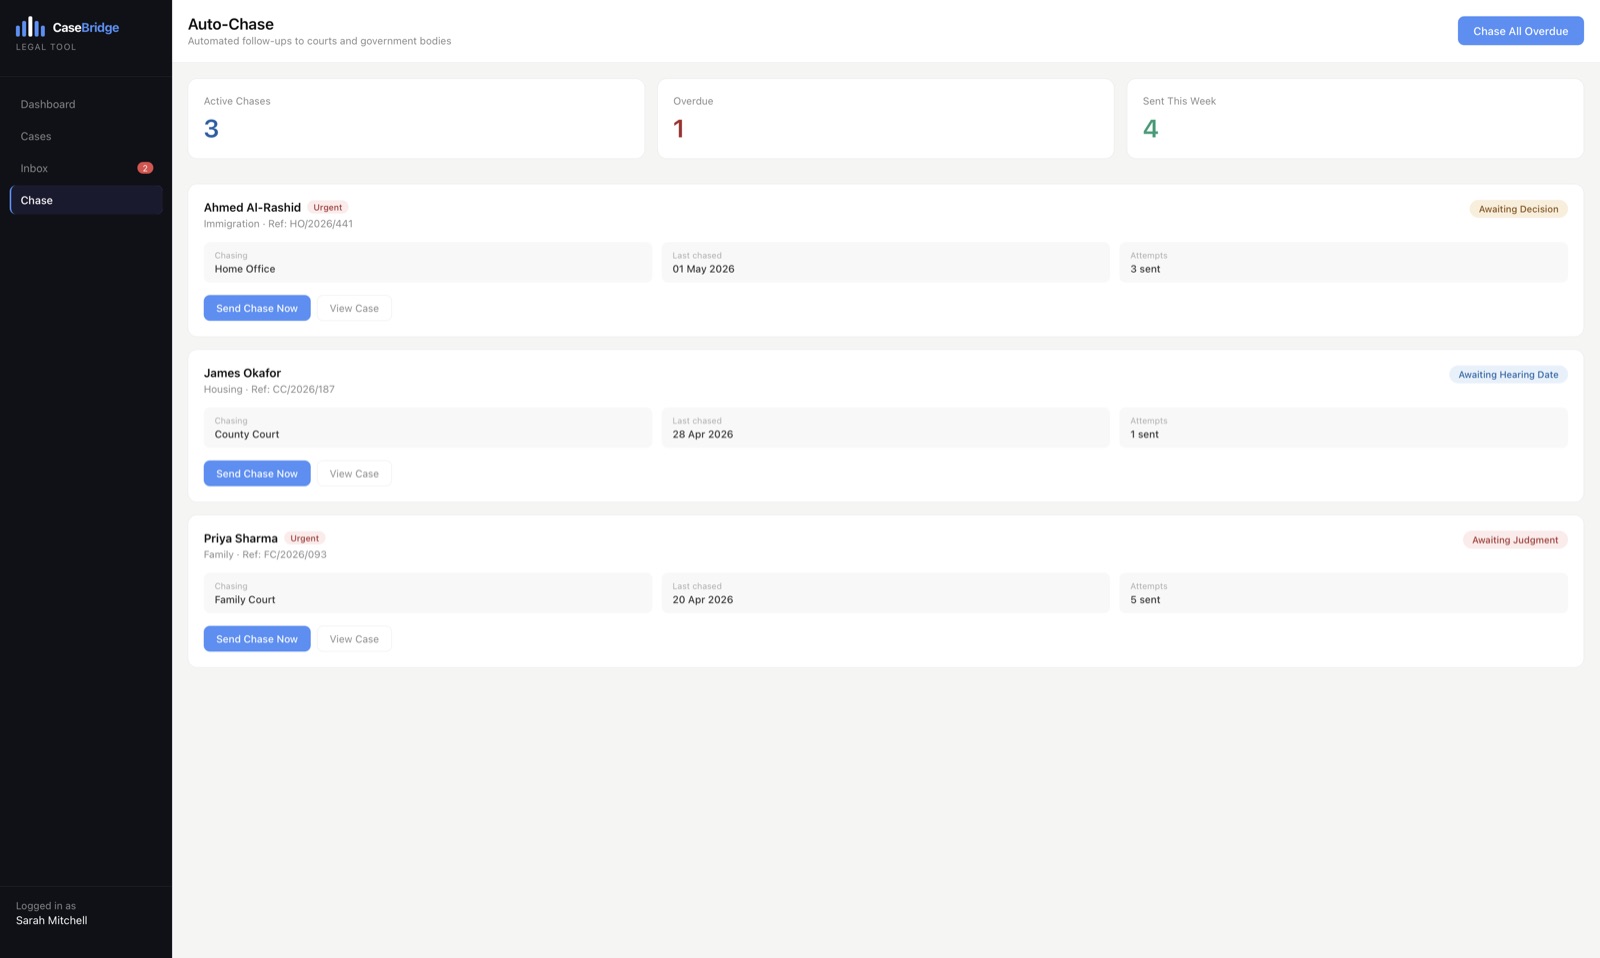 CaseBridge
LEGAL TOOL
Dashboard
Cases
Inbox 2
Chase
Logged in as
Sarah Mitchell
Auto-Chase
Automated follow-ups to courts and government bodies
Chase All Overdue
Active Chases
3
Overdue
1
Sent This Week
4
Ahmed Al-Rashid Urgent
Immigration · Ref: HO/2026/441
Awaiting Decision
Chasing
Home Office
Last chased
01 May 2026
Attempts
3 sent
Send Chase Now View Case
James Okafor
Housing · Ref: CC/2026/187
Awaiting Hearing Date
Chasing
County Court
Last chased
28 Apr 2026
Attempts
1 sent
Send Chase Now View Case
Priya Sharma Urgent
Family · Ref: FC/2026/093
Awaiting Judgment
Chasing
Family Court
Last chased
20 Apr 2026
Attempts
5 sent
Send Chase Now View Case